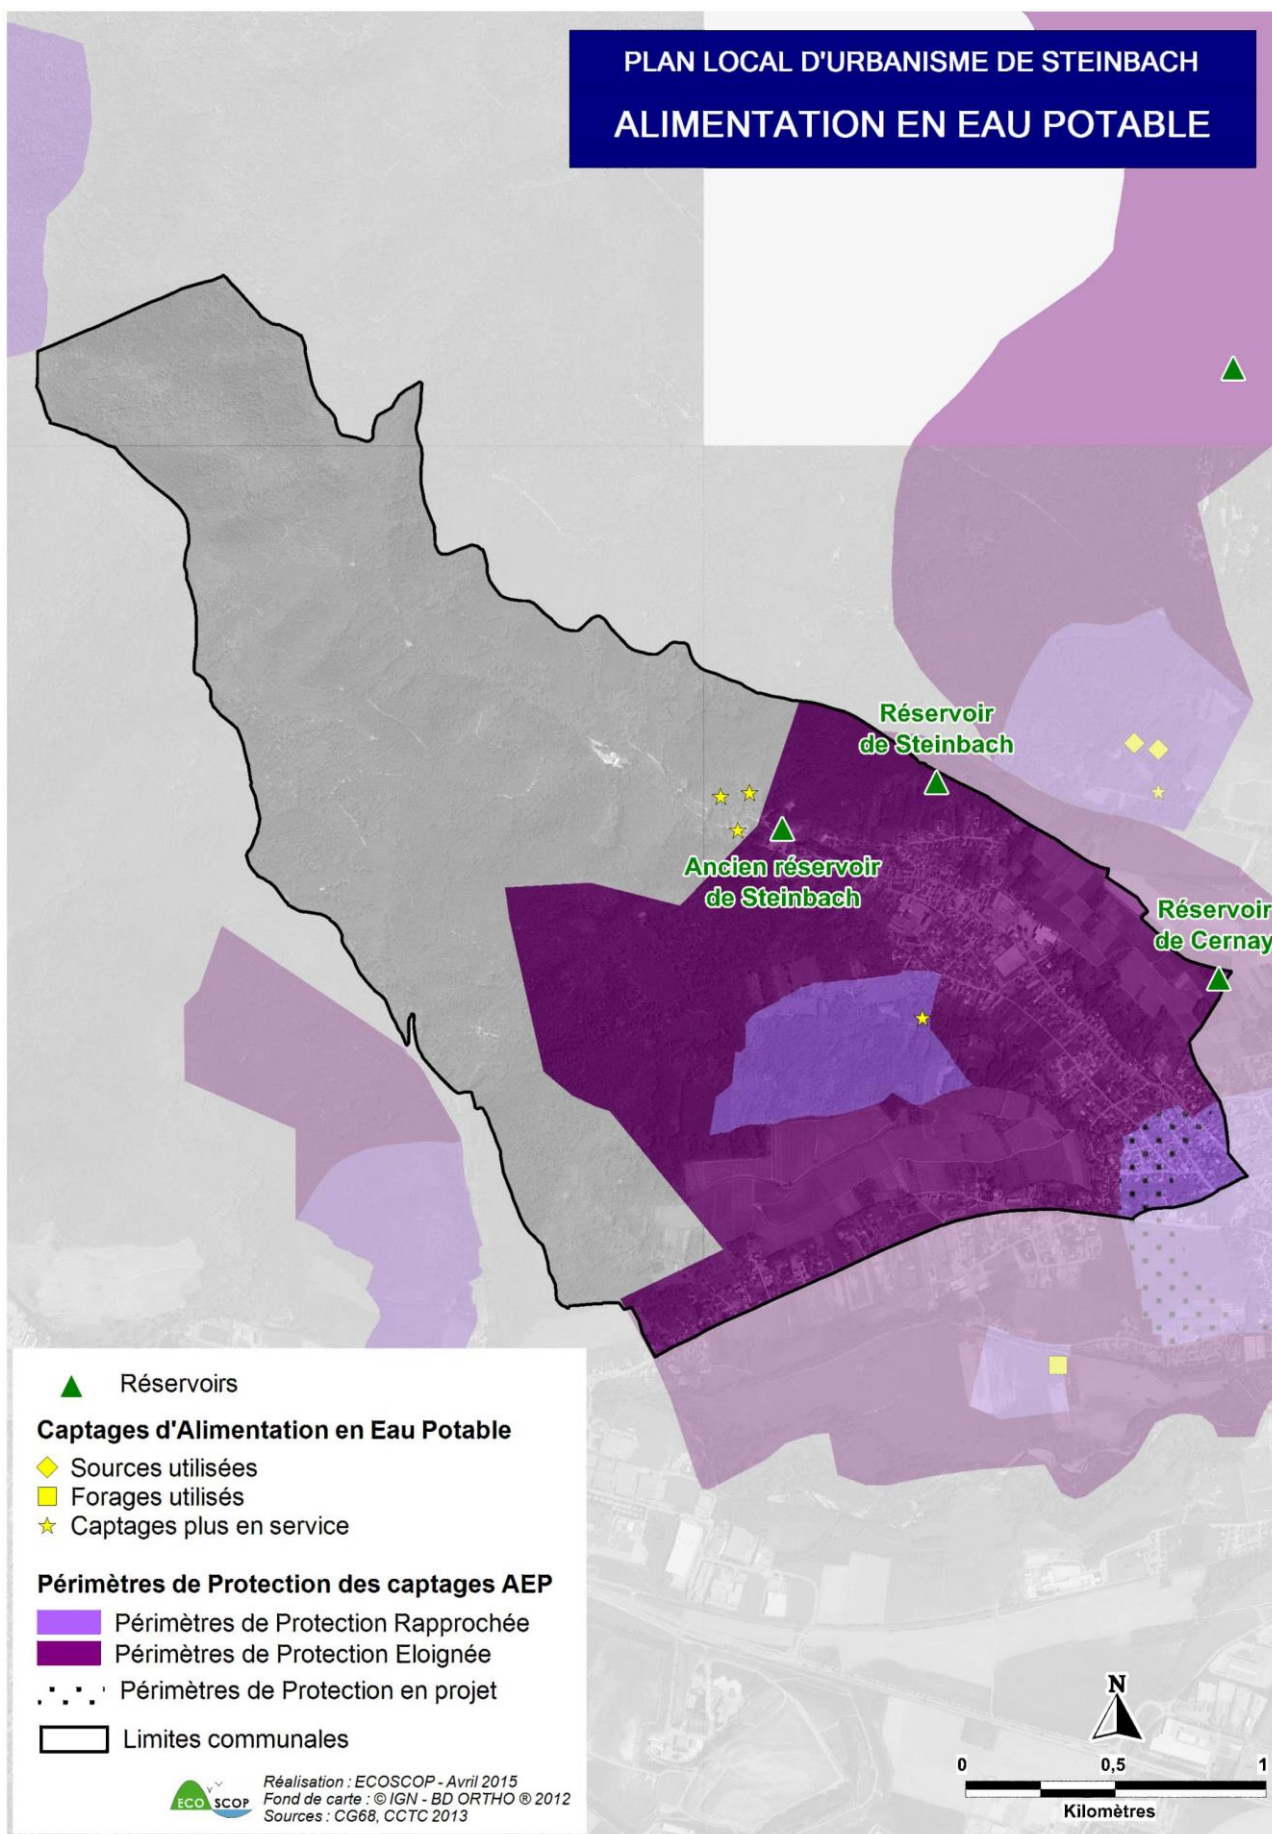 PLAN LOCAL D'URBANISME DE STEINBACH
ALIMENTATION EN EAU POTABLE
Réservoir
de Steinbach
Ancien réservoir
de Steinbach
Réservoir
de Cernay
Réservoirs
Captages d'Alimentation en Eau Potable
Sources utilisées
Forages utilisés
Captages plus en service
Périmètres de Protection des captages AEP
Périmètres de Protection Rapprochée
Périmètres de Protection Eloignée
Périmètres de Protection en projet
Limites communales
ECO SCOP
Réalisation : ECOSCOP - Avril 2015
Fond de carte : © IGN - BD ORTHO ® 2012
Sources : CG68, CCTC 2013
N
0 0,5 1
Kilomètres